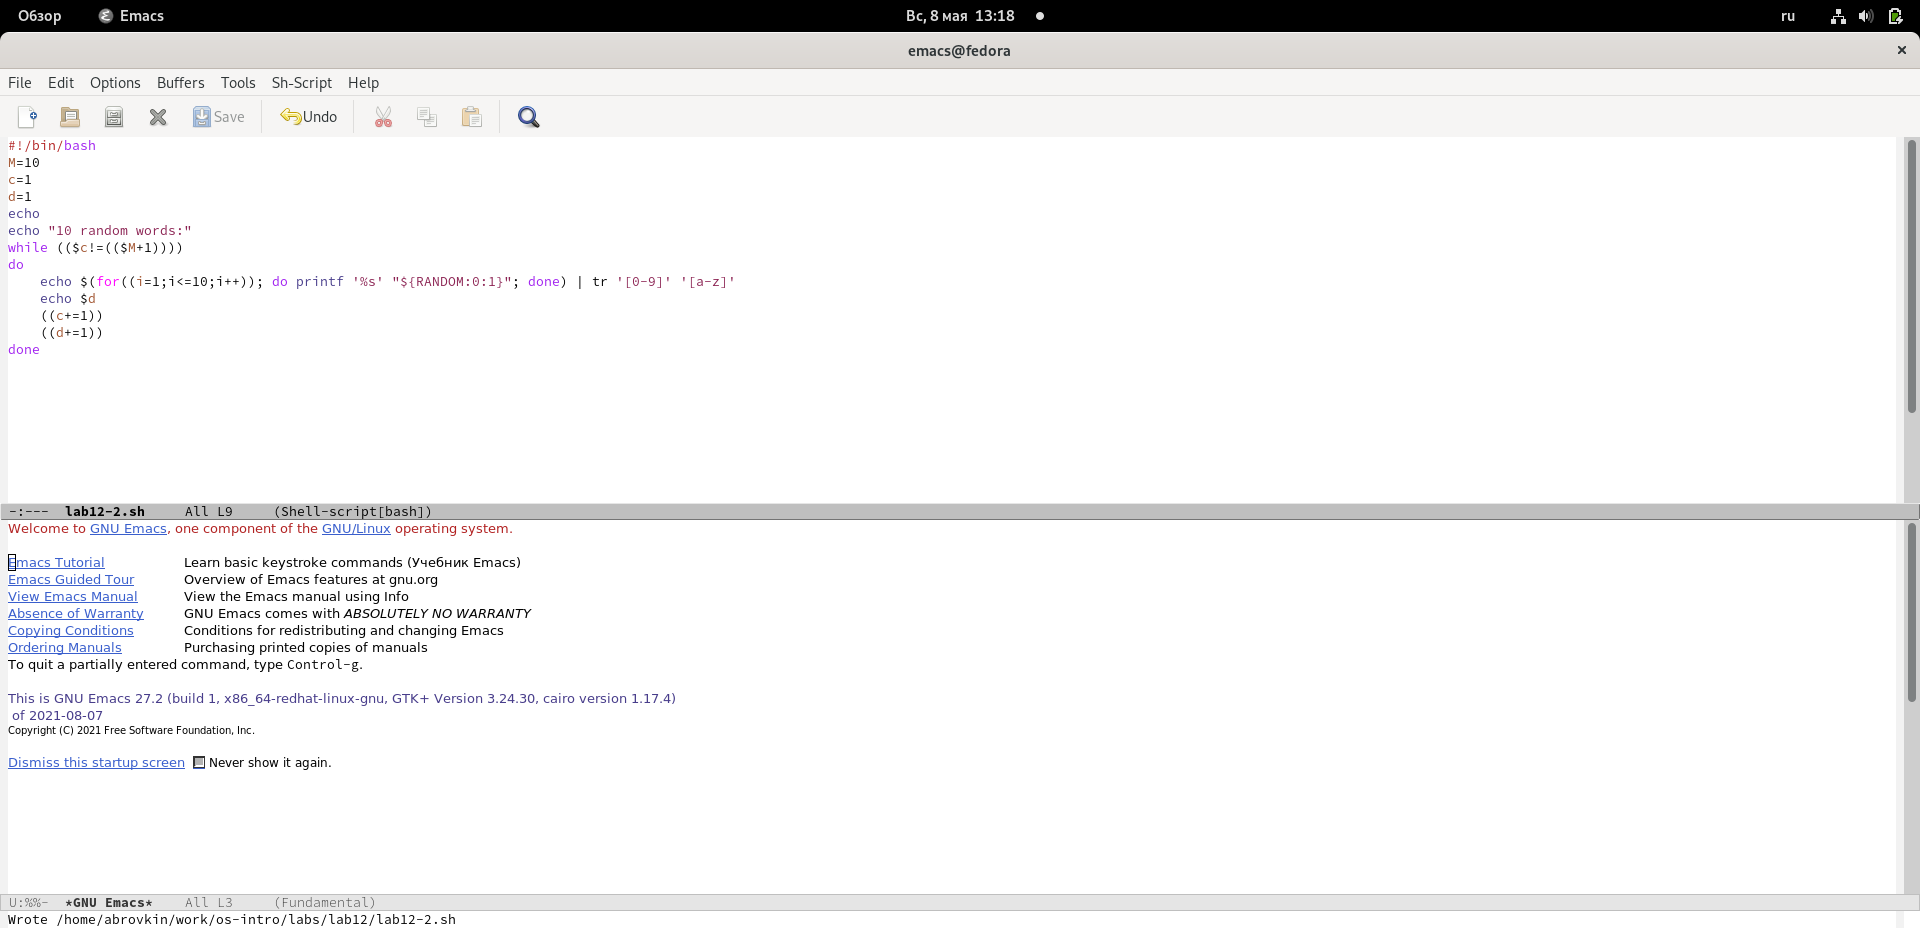 Обзор Emacs Вс, 8 мая 13:18 ru
emacs@fedora
File Edit Options Buffers Tools Sh-Script Help
Save Undo
#!/bin/bash
M=10
c=1
d=1
echo
echo "10 random words:"
while (($c!=(($M+1))))
do
    echo $(for((i=1;i<=10;i++)); do printf '%s' "${RANDOM:0:1}"; done) | tr '[0-9]' '[a-z]'
    echo $d
    ((c+=1))
    ((d+=1))
done
-:--- lab12-2.sh All L9 (Shell-script[bash])
Welcome to GNU Emacs, one component of the GNU/Linux operating system.
Emacs Tutorial Learn basic keystroke commands (Учебник Emacs)
Emacs Guided Tour Overview of Emacs features at gnu.org
View Emacs Manual View the Emacs manual using Info
Absence of Warranty GNU Emacs comes with ABSOLUTELY NO WARRANTY
Copying Conditions Conditions for redistributing and changing Emacs
Ordering Manuals Purchasing printed copies of manuals
To quit a partially entered command, type Control-g.
This is GNU Emacs 27.2 (build 1, x86_64-redhat-linux-gnu, GTK+ Version 3.24.30, cairo version 1.17.4)
of 2021-08-07
Copyright (C) 2021 Free Software Foundation, Inc.
Dismiss this startup screen Never show it again.
U:%%- *GNU Emacs* All L3 (Fundamental)
Wrote /home/abrovkin/work/os-intro/labs/lab12/lab12-2.sh